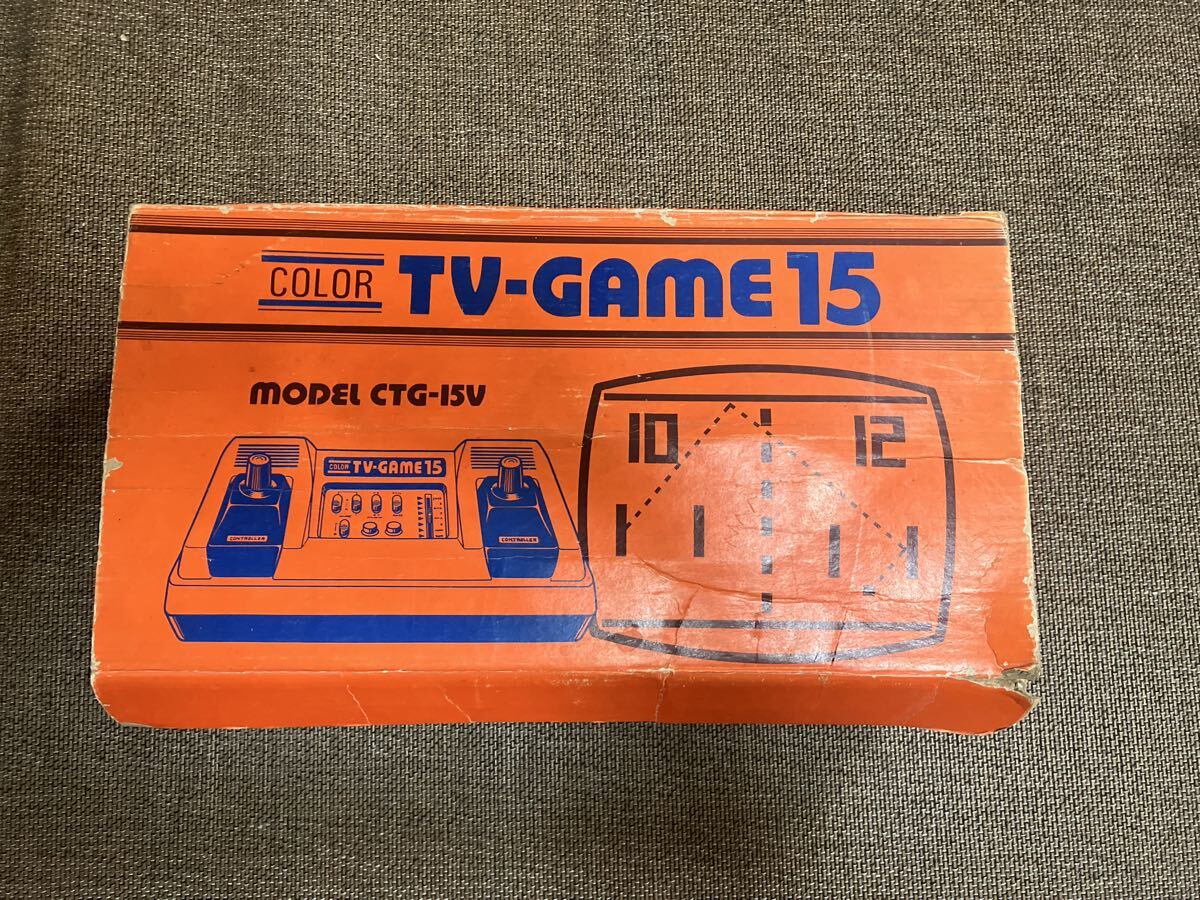 COLOR TV-GAME 15
MODEL CTG-15V
COLOR TV-GAME 15
CONTROLLER
CONTROLLER
10
12